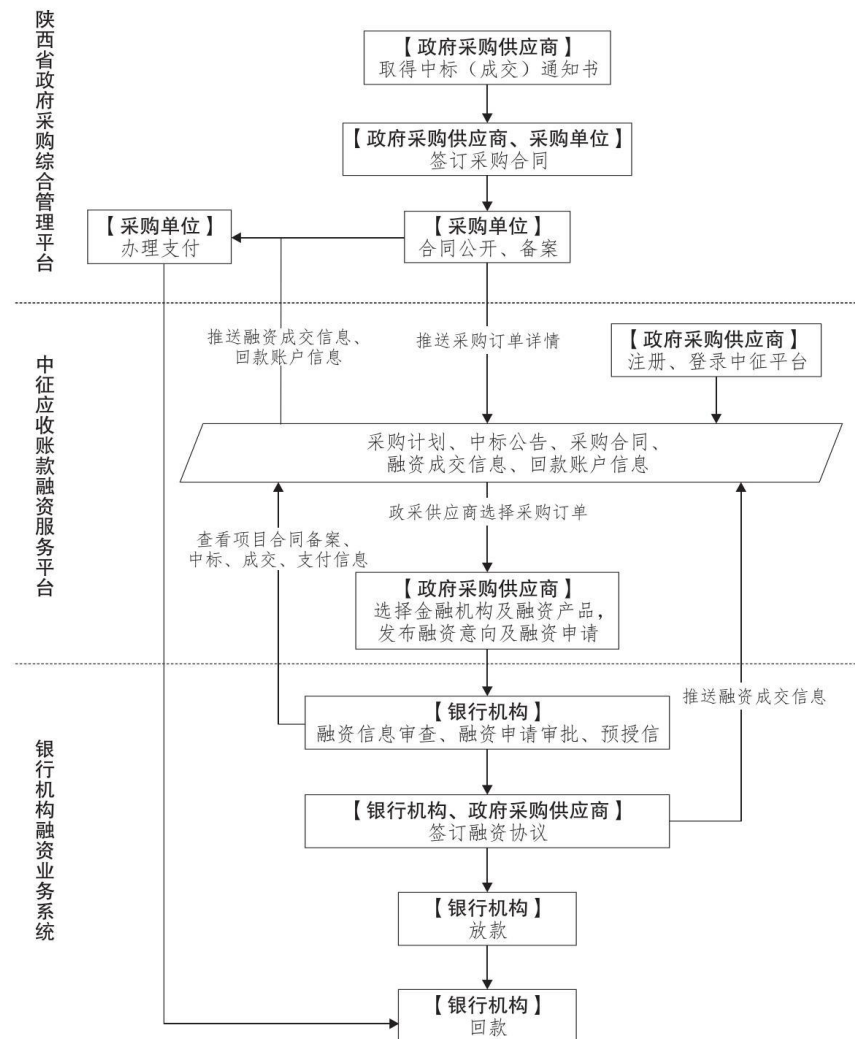 陕西省政府采购综合管理平台
【政府采购供应商】
取得中标（成交）通知书
【政府采购供应商、采购单位】
签订采购合同
【采购单位】
办理支付
【采购单位】
合同公开、备案
中征应收账款融资服务平台
推送融资成交信息、
回款账户信息
推送采购订单详情
【政府采购供应商】
注册、登录中征平台
采购计划、中标公告、采购合同、
融资成交信息、回款账户信息
政采供应商选择采购订单
查看项目合同备案、
中标、成交、支付信息
【政府采购供应商】
选择金融机构及融资产品，
发布融资意向及融资申请
银行机构融资业务系统
推送融资成交信息
【银行机构】
融资信息审查、融资申请审批、预授信
【银行机构、政府采购供应商】
签订融资协议
【银行机构】
放款
【银行机构】
回款